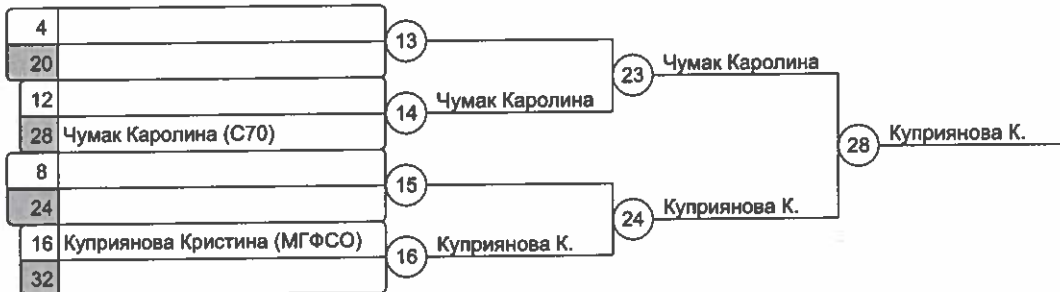 4
13
20
23 Чумак Каролина
12
14 Чумак Каролина
28 Чумак Каролина (С70)
28 Куприянова К.
8
15
24
24 Куприянова К.
16 Куприянова Кристина (МГФСО)
16 Куприянова К.
32